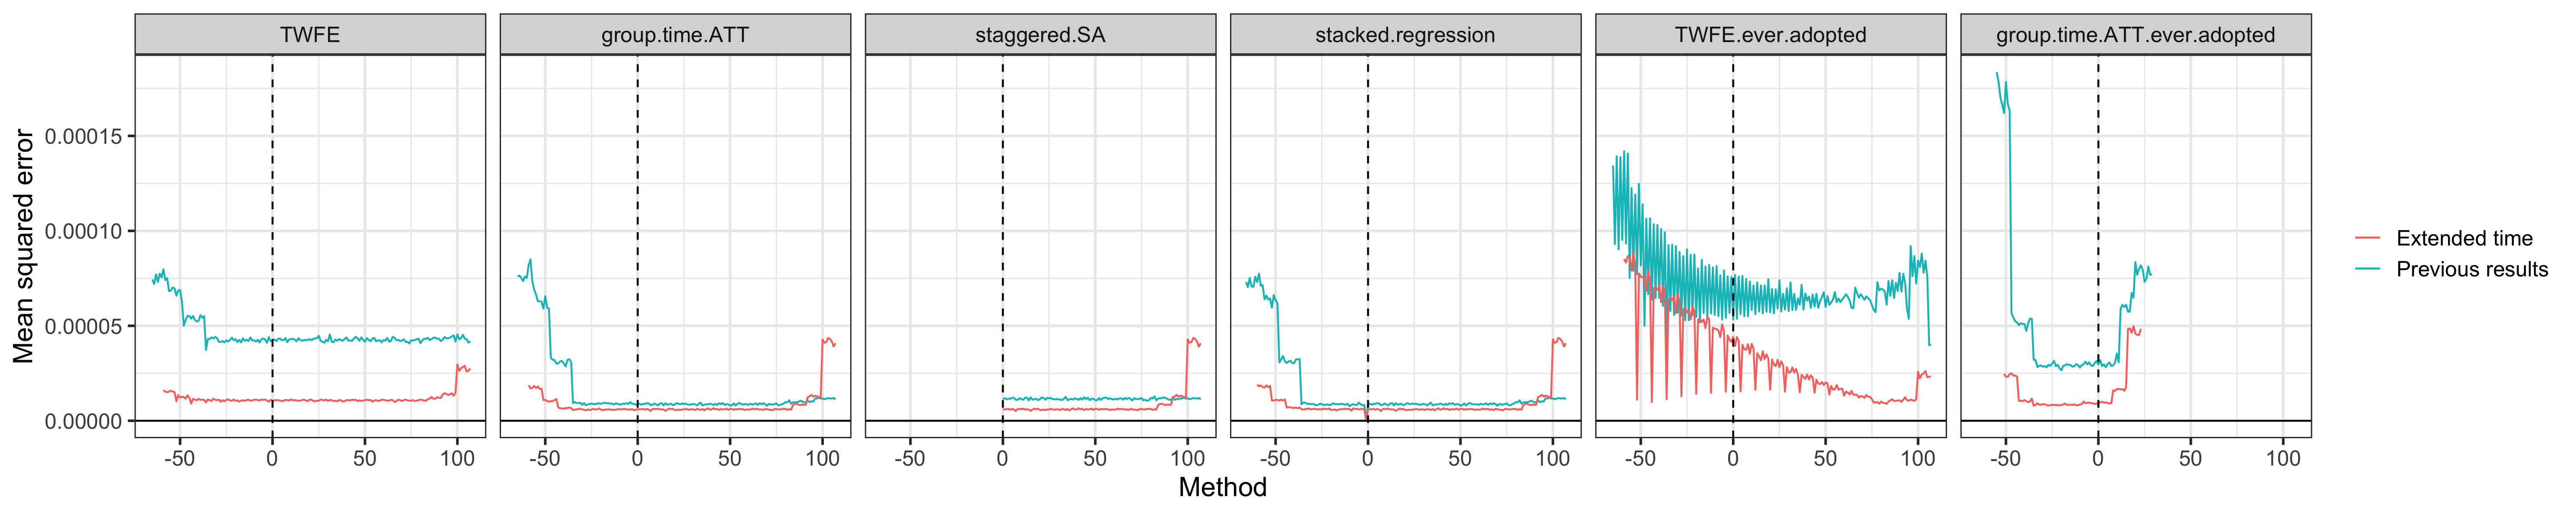 TWFE
group.time.ATT
staggered.SA
stacked.regression
TWFE.ever.adopted
group.time.ATT.ever.adopted
Mean squared error
0.00015
0.00010
0.00005
0.00000
-50 0 50 100
-50 0 50 100
-50 0 50 100
-50 0 50 100
-50 0 50 100
-50 0 50 100
Method
Extended time
Previous results